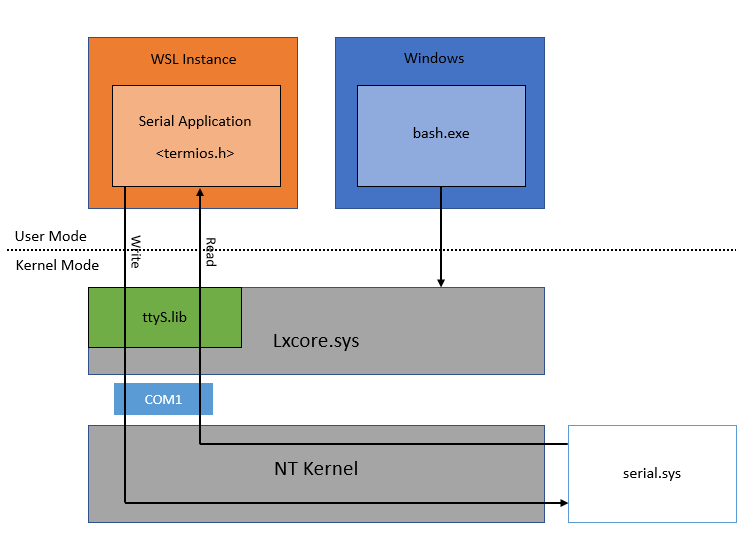 WSL Instance
Windows
Serial Application
<termios.h>
bash.exe
User Mode
Write
Read
Kernel Mode
ttyS.lib
Lxcore.sys
COM1
NT Kernel
serial.sys